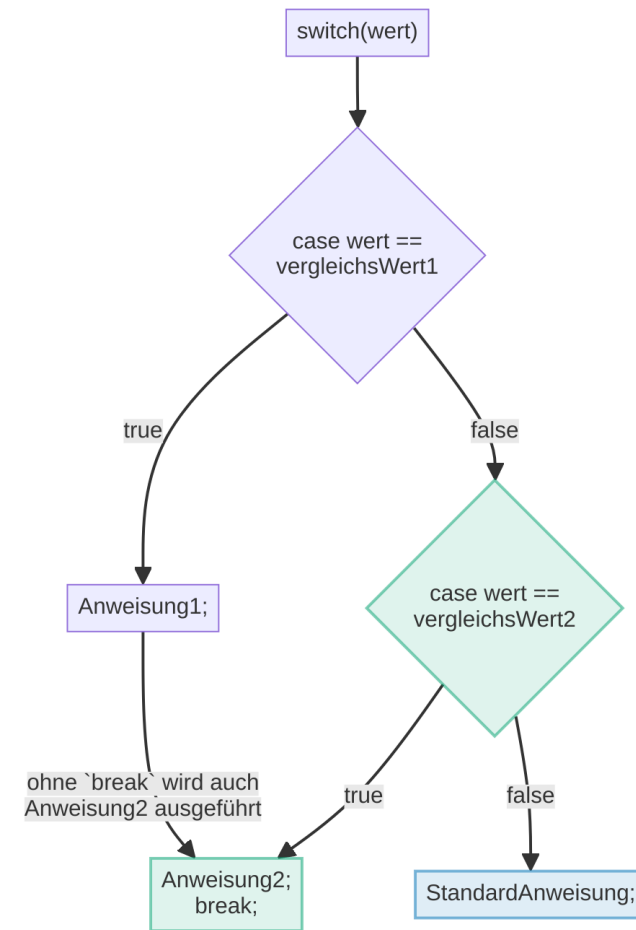 switch(wert)
case wert ==
vergleichsWert1
true
false
Anweisung1;
case wert ==
vergleichsWert2
ohne `break` wird auch
Anweisung2 ausgeführt
true
false
Anweisung2;
break;
StandardAnweisung;